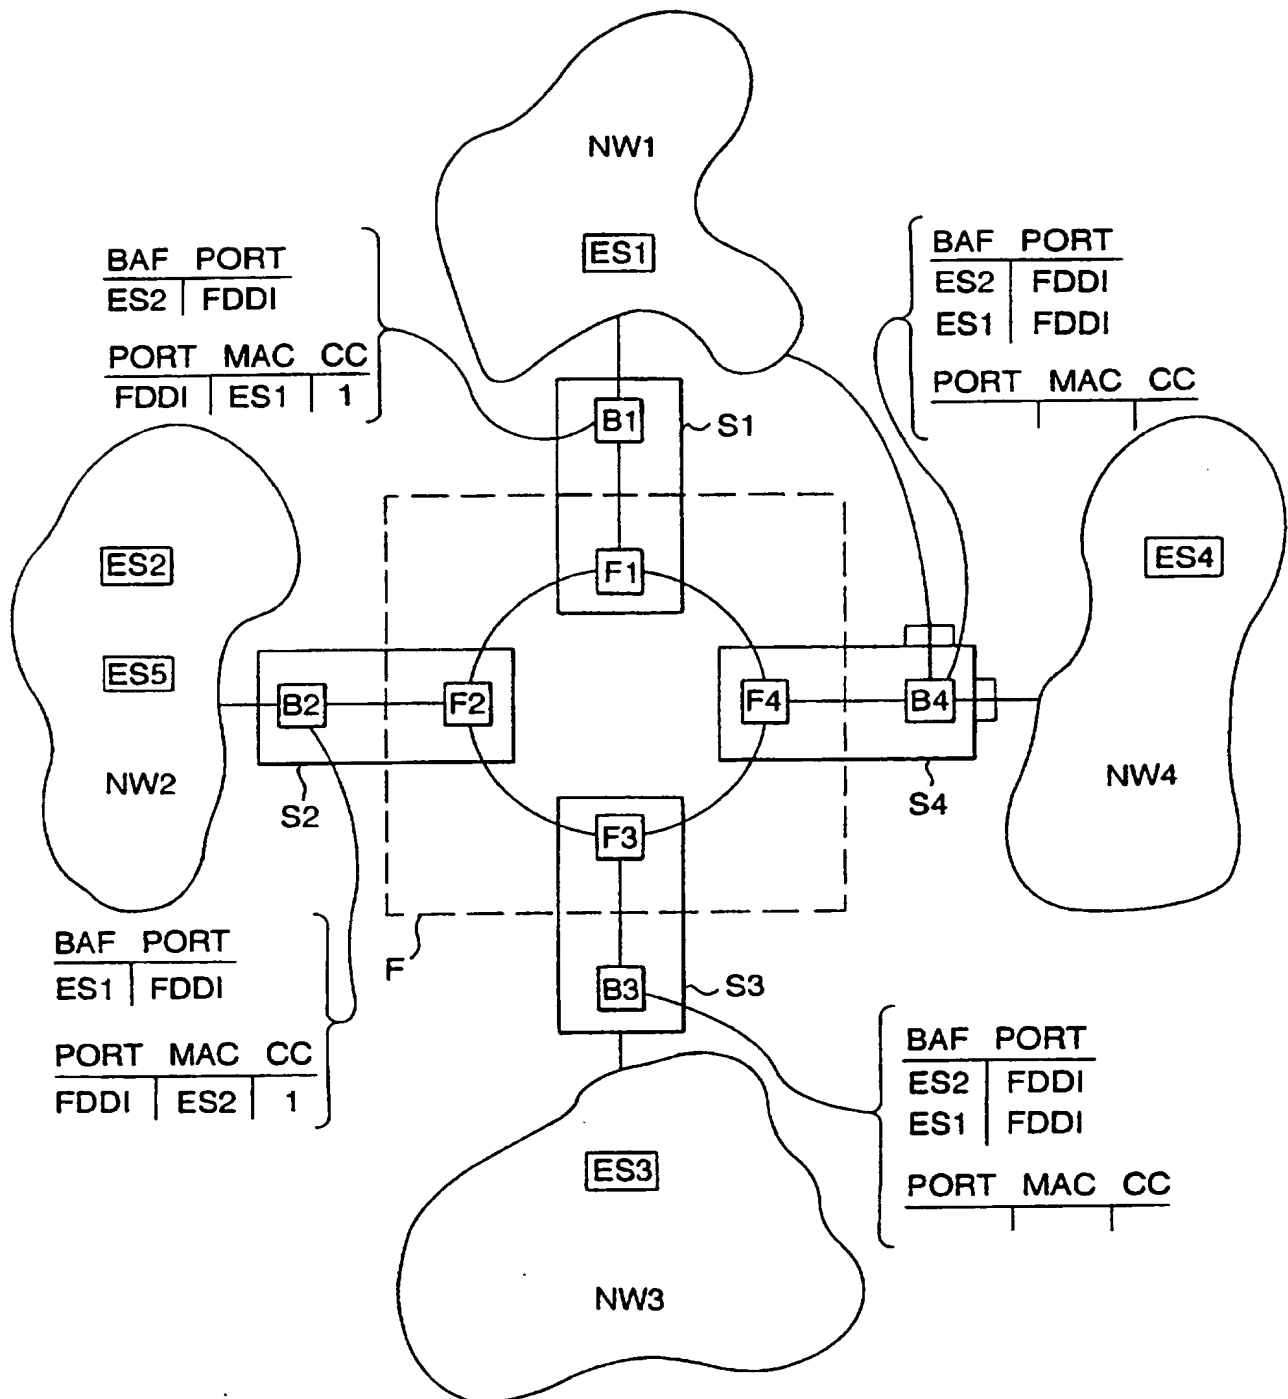 NW1
ES1
BAF PORT
ES2 FDDI
PORT MAC CC
FDDI ES1 1
BAF PORT
ES2 FDDI
ES1 FDDI
PORT MAC CC
B1
S1
F1
ES2
ES5
NW2
B2
F2
S2
F4
B4
S4
ES4
NW4
F3
F
B3
S3
BAF PORT
ES1 FDDI
PORT MAC CC
FDDI ES2 1
BAF PORT
ES2 FDDI
ES1 FDDI
PORT MAC CC
ES3
NW3